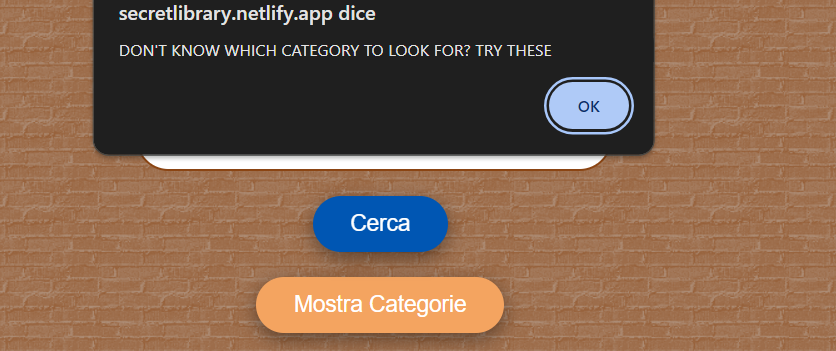 secretlibrary.netlify.app dice
DON'T KNOW WHICH CATEGORY TO LOOK FOR? TRY THESE
OK
Cerca
Mostra Categorie